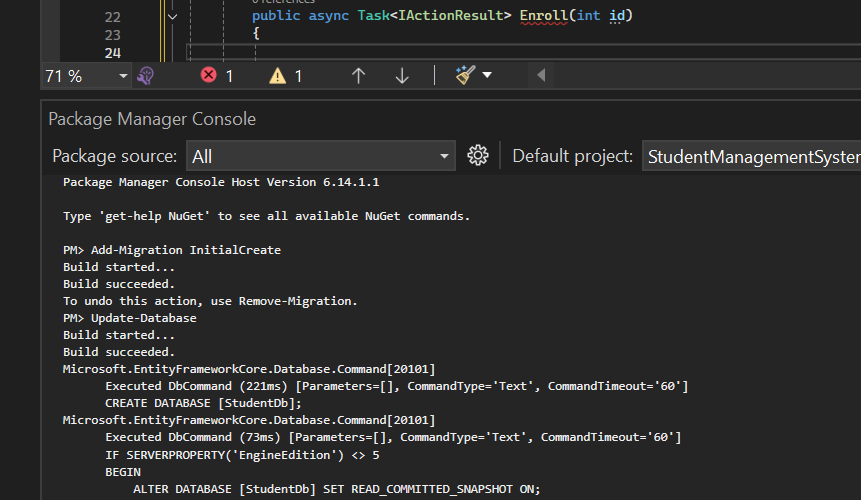 0 references
22 public async Task<IActionResult> Enroll(int id)
23 {
24
71 % 1 1
Package Manager Console
Package source: All Default project: StudentManagementSystem
Package Manager Console Host Version 6.14.1.1
Type 'get-help NuGet' to see all available NuGet commands.
PM> Add-Migration InitialCreate
Build started...
Build succeeded.
To undo this action, use Remove-Migration.
PM> Update-Database
Build started...
Build succeeded.
Microsoft.EntityFrameworkCore.Database.Command[20101]
Executed DbCommand (221ms) [Parameters=[], CommandType='Text', CommandTimeout='60']
CREATE DATABASE [StudentDb];
Microsoft.EntityFrameworkCore.Database.Command[20101]
Executed DbCommand (73ms) [Parameters=[], CommandType='Text', CommandTimeout='60']
IF SERVERPROPERTY('EngineEdition') <> 5
BEGIN
ALTER DATABASE [StudentDb] SET READ_COMMITTED_SNAPSHOT ON;